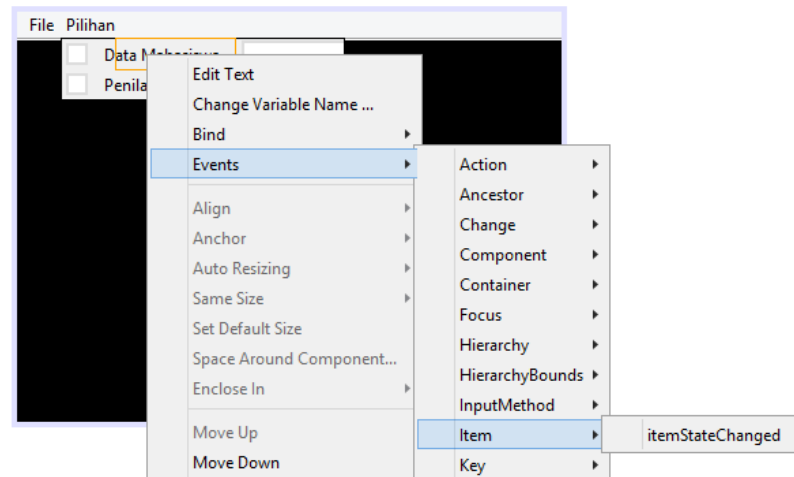 File Pilihan
Data Mahasiswa
Penila
Edit Text
Change Variable Name ...
Bind
Events
Align
Anchor
Auto Resizing
Same Size
Set Default Size
Space Around Component...
Enclose In
Move Up
Move Down
Action
Ancestor
Change
Component
Container
Focus
Hierarchy
HierarchyBounds
InputMethod
Item
Key
itemStateChanged